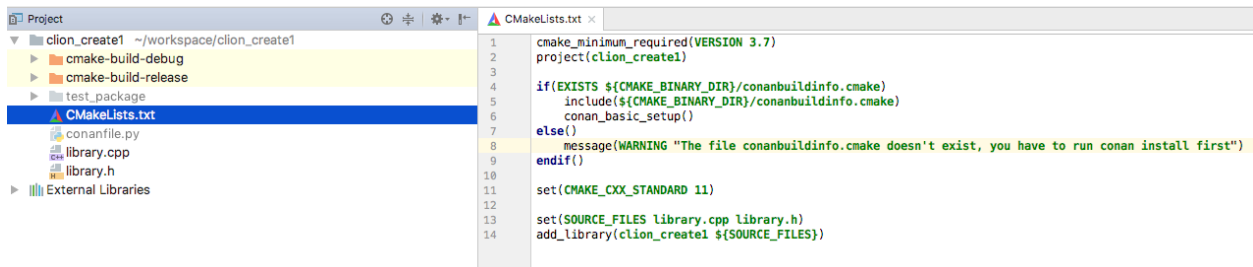 Project
clion_create1 ~/workspace/clion_create1
cmake-build-debug
cmake-build-release
test_package
CMakeLists.txt
conanfile.py
library.cpp
library.h
External Libraries
CMakeLists.txt
1 cmake_minimum_required(VERSION 3.7)
2 project(clion_create1)
3
4 if(EXISTS ${CMAKE_BINARY_DIR}/conanbuildinfo.cmake)
5 include(${CMAKE_BINARY_DIR}/conanbuildinfo.cmake)
6 conan_basic_setup()
7 else()
8 message(WARNING "The file conanbuildinfo.cmake doesn't exist, you have to run conan install first")
9 endif()
10
11 set(CMAKE_CXX_STANDARD 11)
12
13 set(SOURCE_FILES library.cpp library.h)
14 add_library(clion_create1 ${SOURCE_FILES})